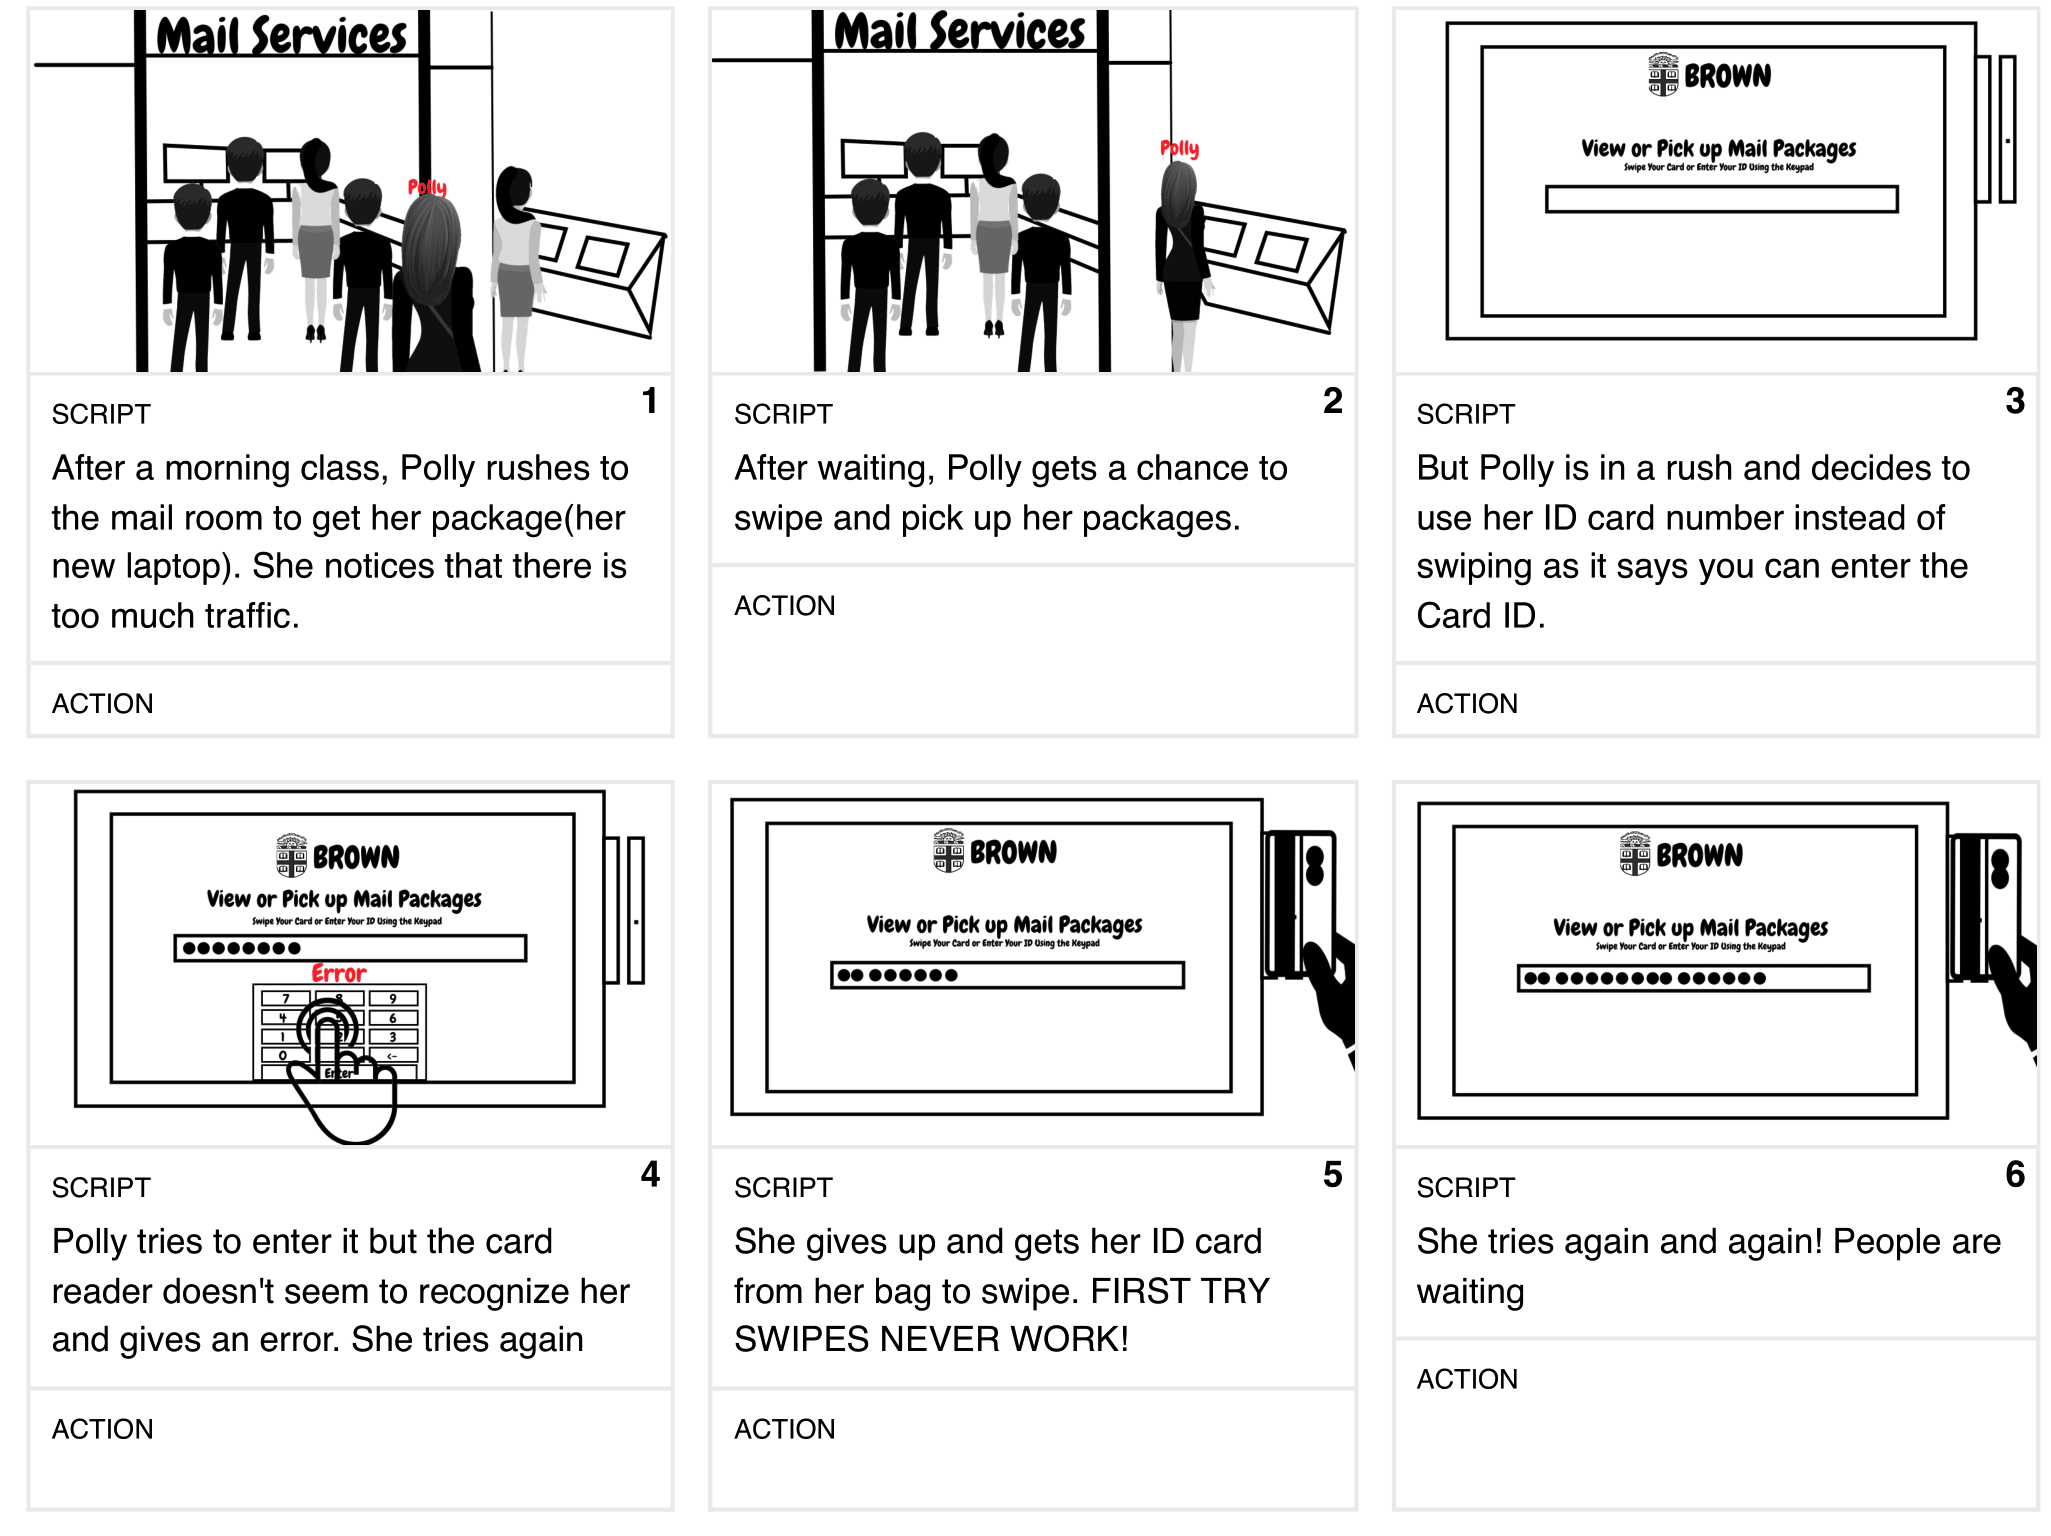 Mail Services
Polly
1
SCRIPT
After a morning class, Polly rushes to
the mail room to get her package(her
new laptop). She notices that there is
too much traffic.
ACTION
Mail Services
Polly
2
SCRIPT
After waiting, Polly gets a chance to
swipe and pick up her packages.
ACTION
BROWN
View or Pick up Mail Packages
Swipe Your Card or Enter Your ID Using the Keypad
3
SCRIPT
But Polly is in a rush and decides to
use her ID card number instead of
swiping as it says you can enter the
Card ID.
ACTION
BROWN
View or Pick up Mail Packages
Swipe Your Card or Enter Your ID Using the Keypad
Error
7 8 9
4 5 6
1 2 3
0 <-
Enter
4
SCRIPT
Polly tries to enter it but the card
reader doesn't seem to recognize her
and gives an error. She tries again
ACTION
BROWN
View or Pick up Mail Packages
Swipe Your Card or Enter Your ID Using the Keypad
5
SCRIPT
She gives up and gets her ID card
from her bag to swipe. FIRST TRY
SWIPES NEVER WORK!
ACTION
BROWN
View or Pick up Mail Packages
Swipe Your Card or Enter Your ID Using the Keypad
6
SCRIPT
She tries again and again! People are
waiting
ACTION